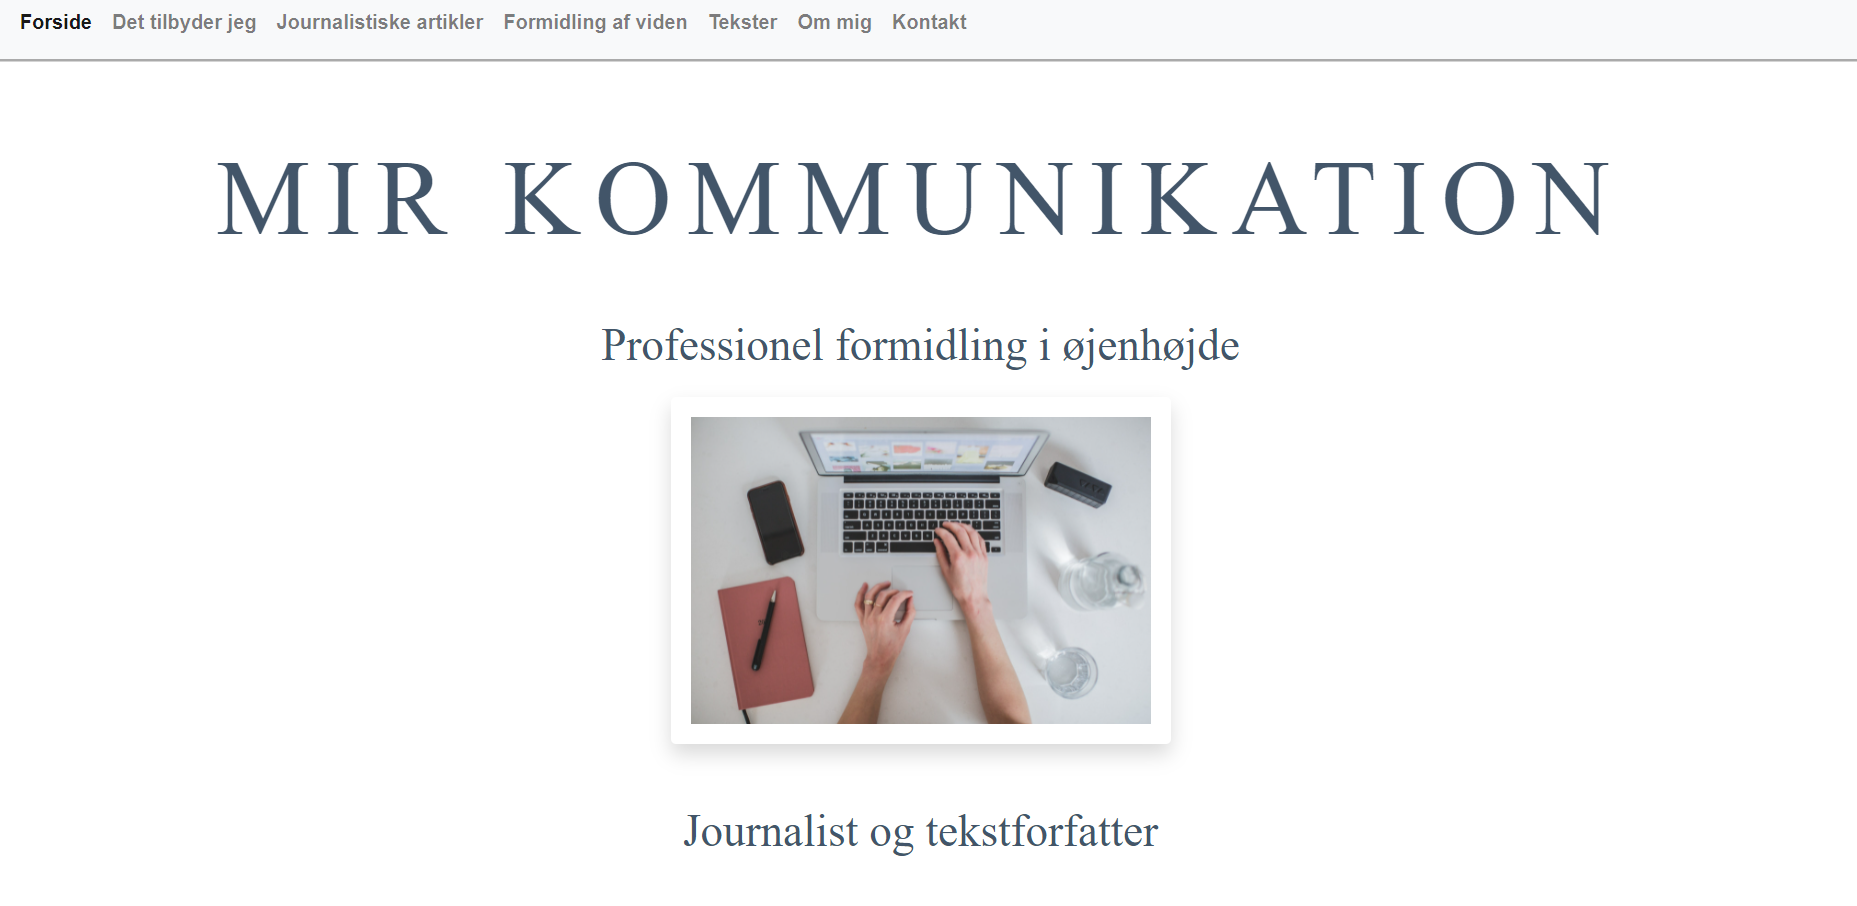 Forside Det tilbyder jeg Journalistiske artikler Formidling af viden Tekster Om mig Kontakt
MIR KOMMUNIKATION
Professionel formidling i øjenhøjde
Journalist og tekstforfatter